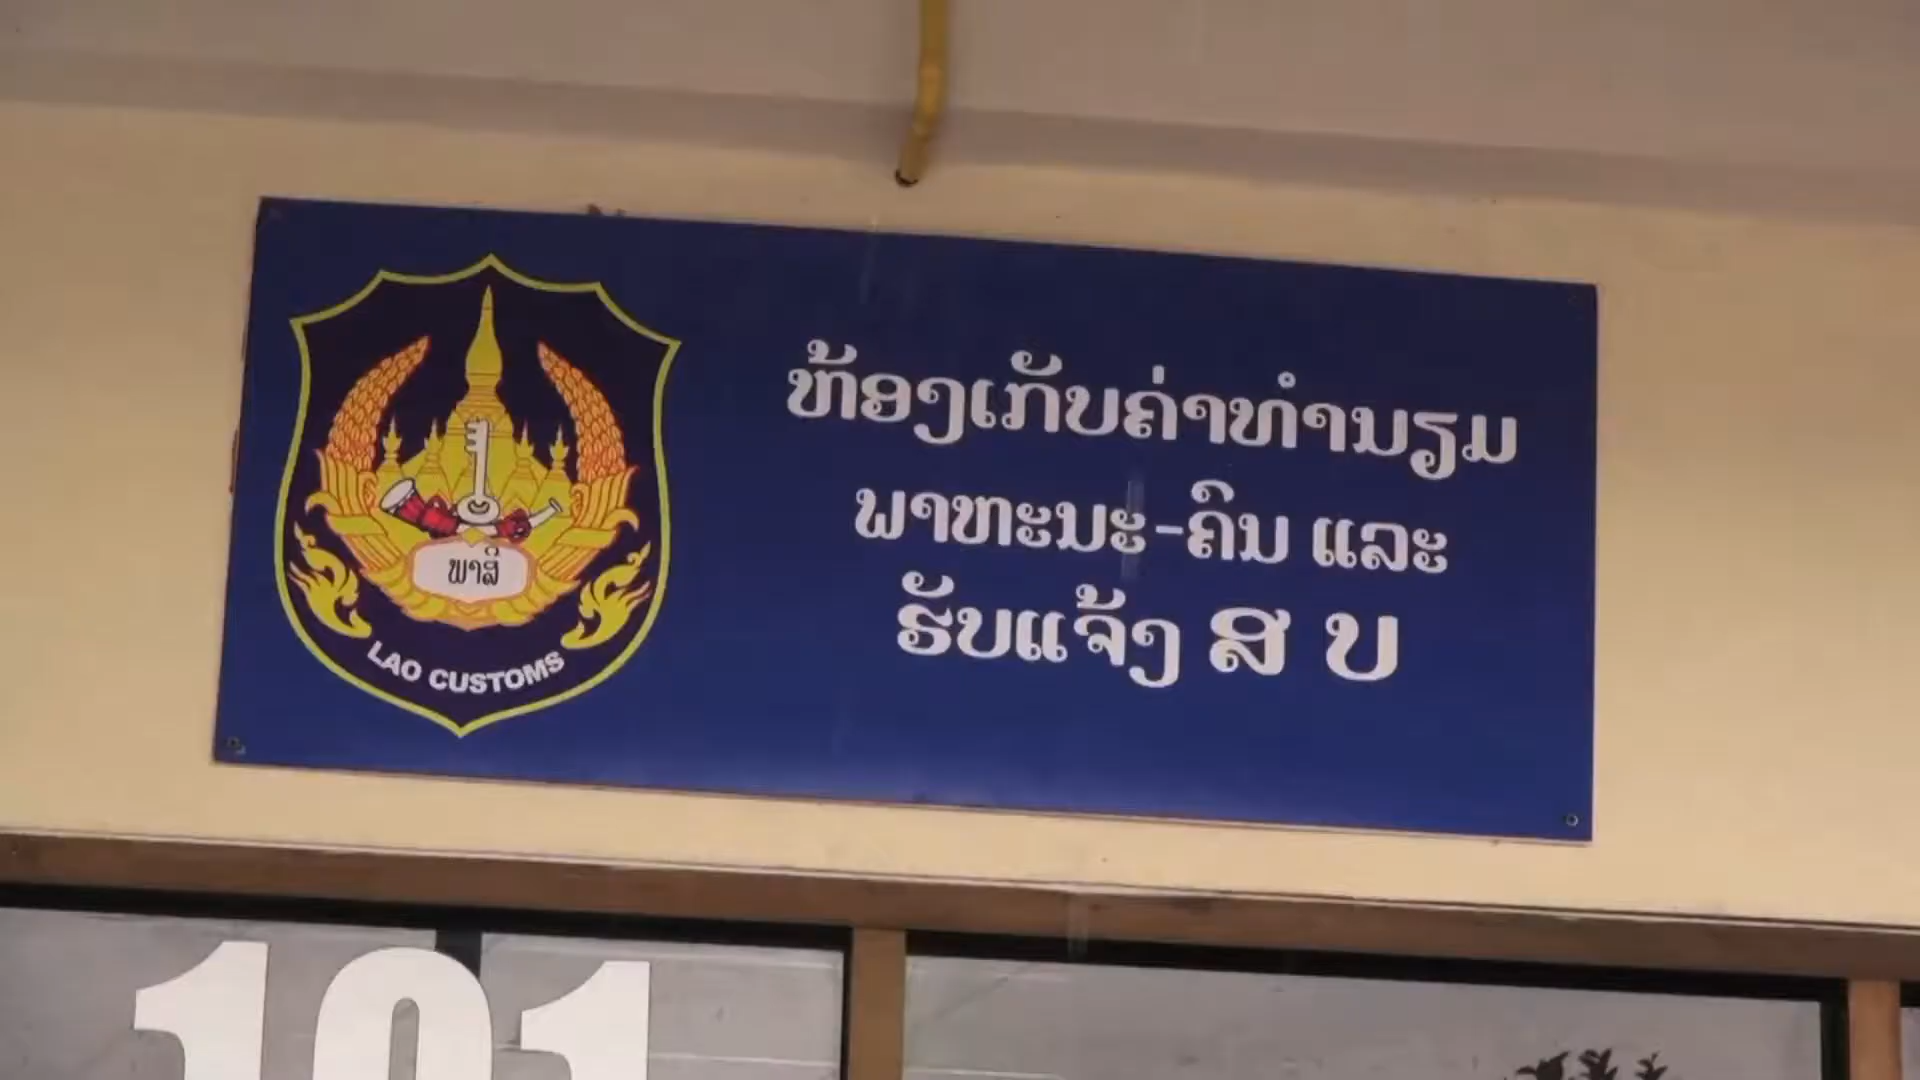 ຫ້ອງເກັບຄ່າທຳນຽມ
ພາຫະນະ-ຄົນ ແລະ
ຮັບແຈ້ງ ສ ບ
ພາສີ
LAO CUSTOMS
101